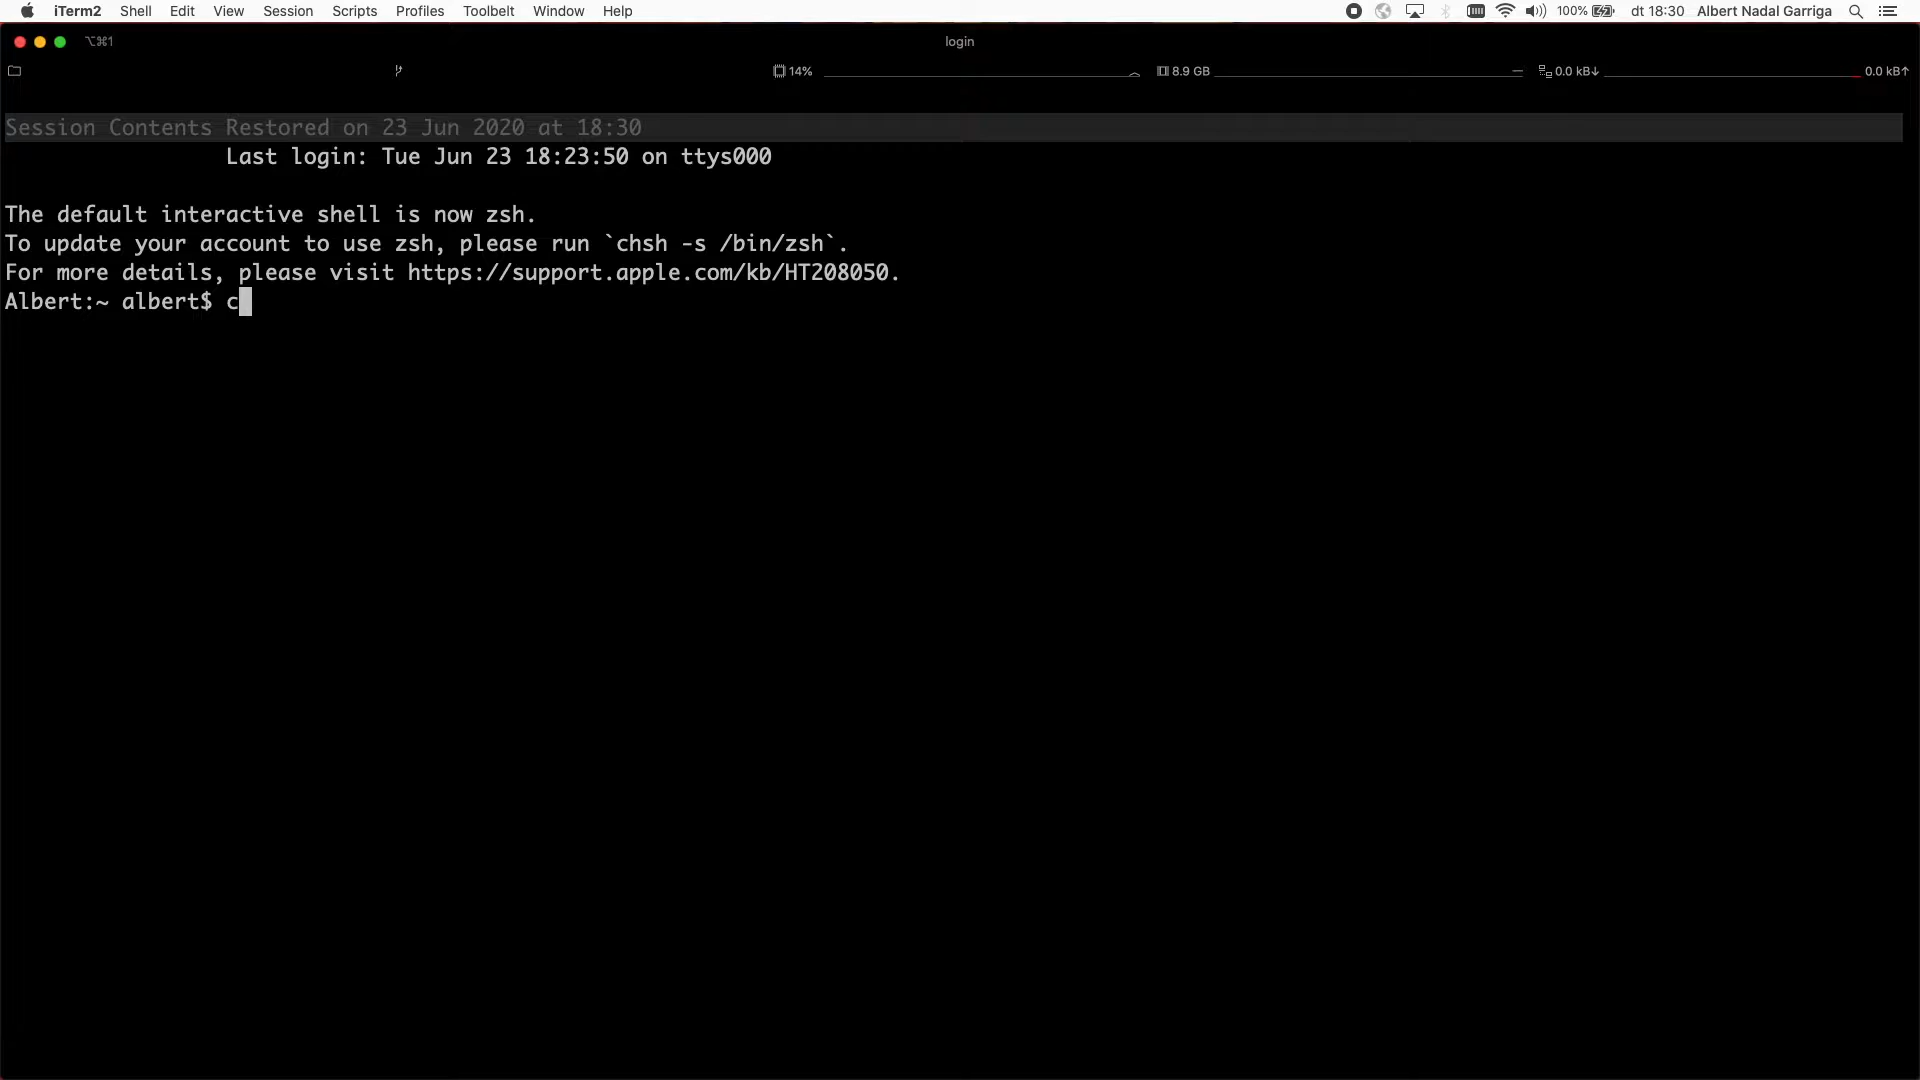 iTerm2 Shell Edit View Session Scripts Profiles Toolbelt Window Help 100% dt 18:30 Albert Nadal Garriga
⌥⌘1 login
14% 8.9 GB 0.0 kB↓ 0.0 kB↑
Session Contents Restored on 23 Jun 2020 at 18:30
Last login: Tue Jun 23 18:23:50 on ttys000
The default interactive shell is now zsh.
To update your account to use zsh, please run `chsh -s /bin/zsh`.
For more details, please visit https://support.apple.com/kb/HT208050.
Albert:~ albert$ c